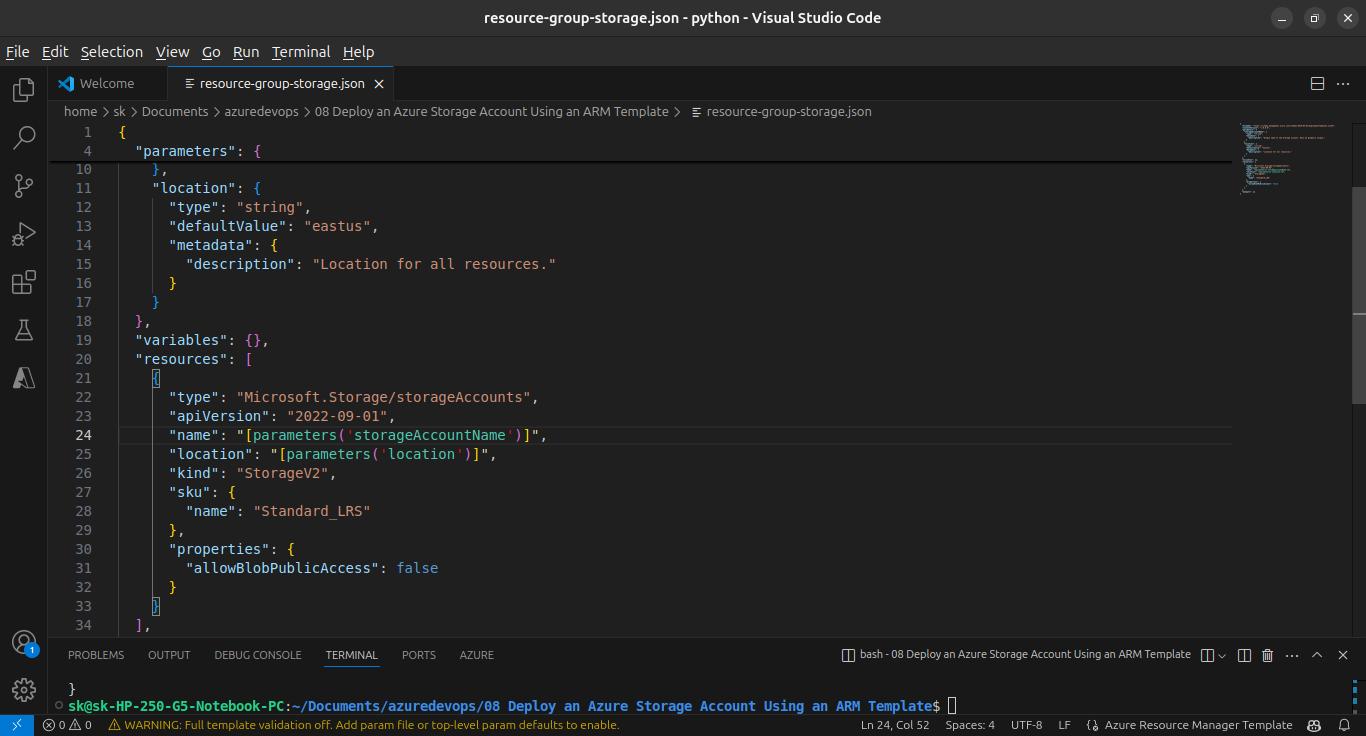 resource-group-storage.json - python - Visual Studio Code
File Edit Selection View Go Run Terminal Help
Welcome
resource-group-storage.json
home > sk > Documents > azuredevops > 08 Deploy an Azure Storage Account Using an ARM Template > resource-group-storage.json
1 {
4 "parameters": {
10 },
11 "location": {
12 "type": "string",
13 "defaultValue": "eastus",
14 "metadata": {
15 "description": "Location for all resources."
16 }
17 }
18 },
19 "variables": {},
20 "resources": [
21 {
22 "type": "Microsoft.Storage/storageAccounts",
23 "apiVersion": "2022-09-01",
24 "name": "[parameters('storageAccountName')]",
25 "location": "[parameters('location')]",
26 "kind": "StorageV2",
27 "sku": {
28 "name": "Standard_LRS"
29 },
30 "properties": {
31 "allowBlobPublicAccess": false
32 }
33 }
34 ],
1
PROBLEMS OUTPUT DEBUG CONSOLE TERMINAL PORTS AZURE
bash - 08 Deploy an Azure Storage Account Using an ARM Template
}
sk@sk-HP-250-G5-Notebook-PC:~/Documents/azuredevops/08 Deploy an Azure Storage Account Using an ARM Template$
0 0 WARNING: Full template validation off. Add param file or top-level param defaults to enable.
Ln 24, Col 52 Spaces: 4 UTF-8 LF Azure Resource Manager Template